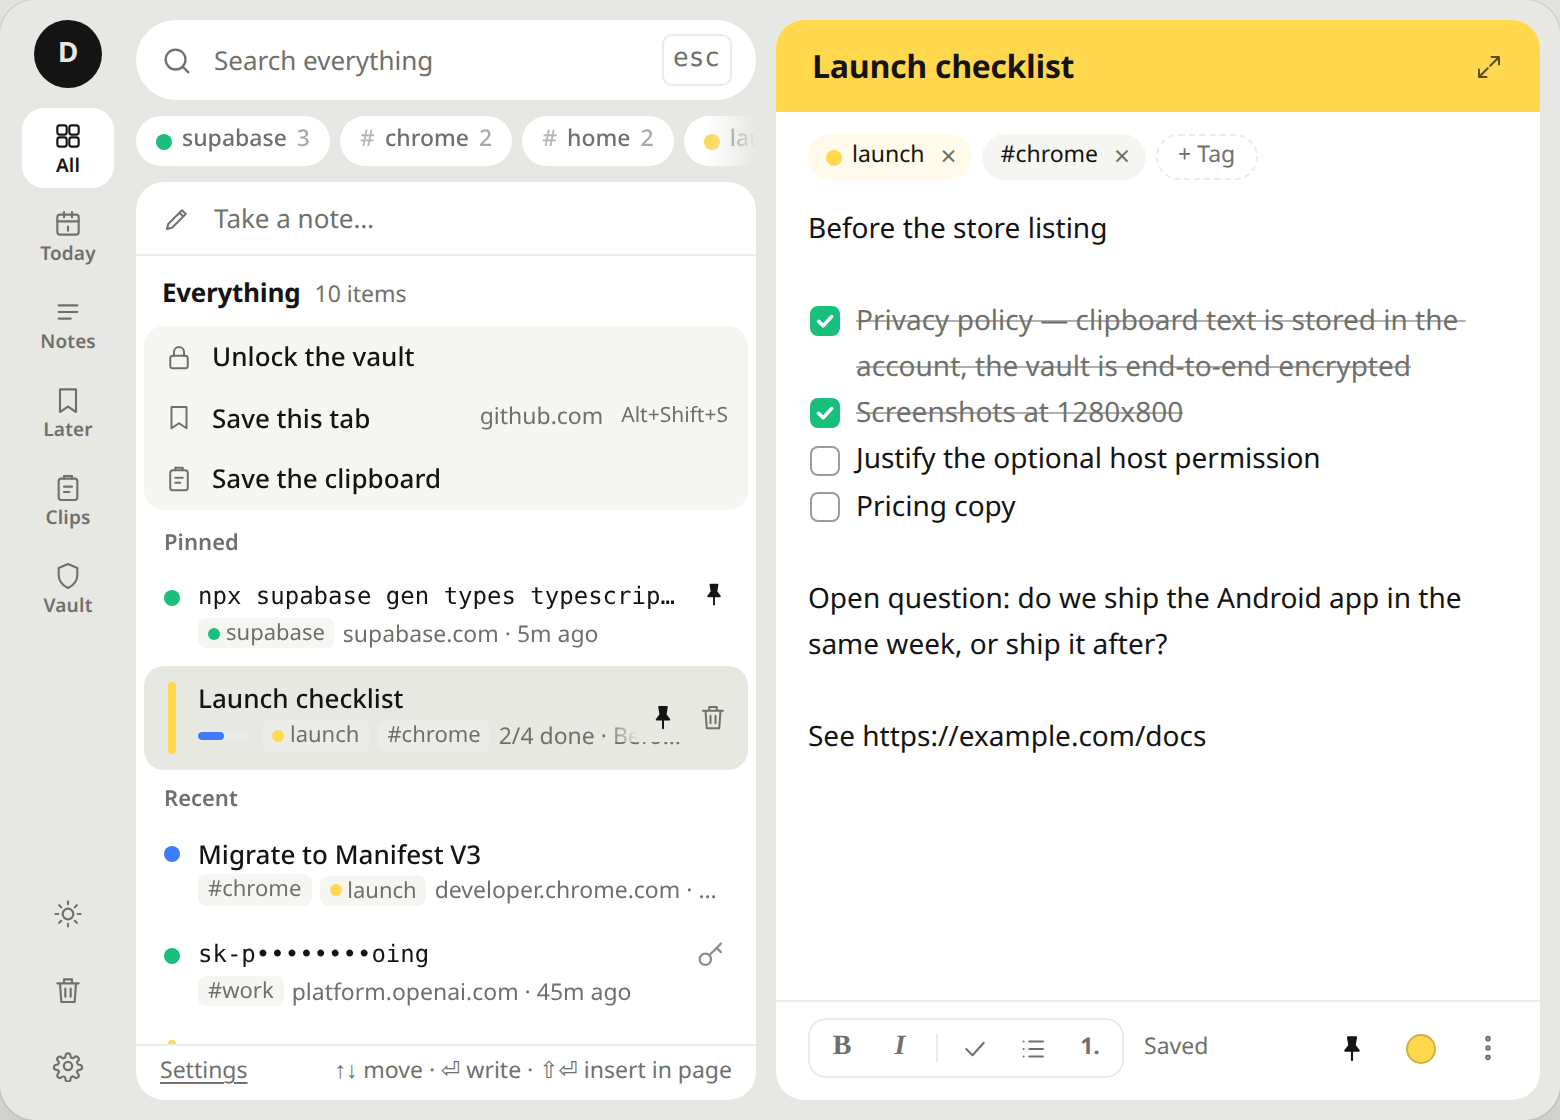 D
Search everything
esc
supabase 3
# chrome 2
# home 2
All
Today
Notes
Later
Clips
Vault
Take a note...
Everything 10 items
Unlock the vault
Save this tab github.com Alt+Shift+S
Save the clipboard
Pinned
npx supabase gen types typescrip…
supabase supabase.com · 5m ago
Launch checklist
launch #chrome 2/4 done ·
Recent
Migrate to Manifest V3
#chrome launch developer.chrome.com · ...
sk-p••••••••oing
#work platform.openai.com · 45m ago
Settings ↑↓ move · ⏎ write · ⇧⏎ insert in page
Launch checklist
launch × #chrome × + Tag
Before the store listing
Privacy policy — clipboard text is stored in the
account, the vault is end-to-end encrypted
Screenshots at 1280x800
Justify the optional host permission
Pricing copy
Open question: do we ship the Android app in the
same week, or ship it after?
See https://example.com/docs
B I 1. Saved